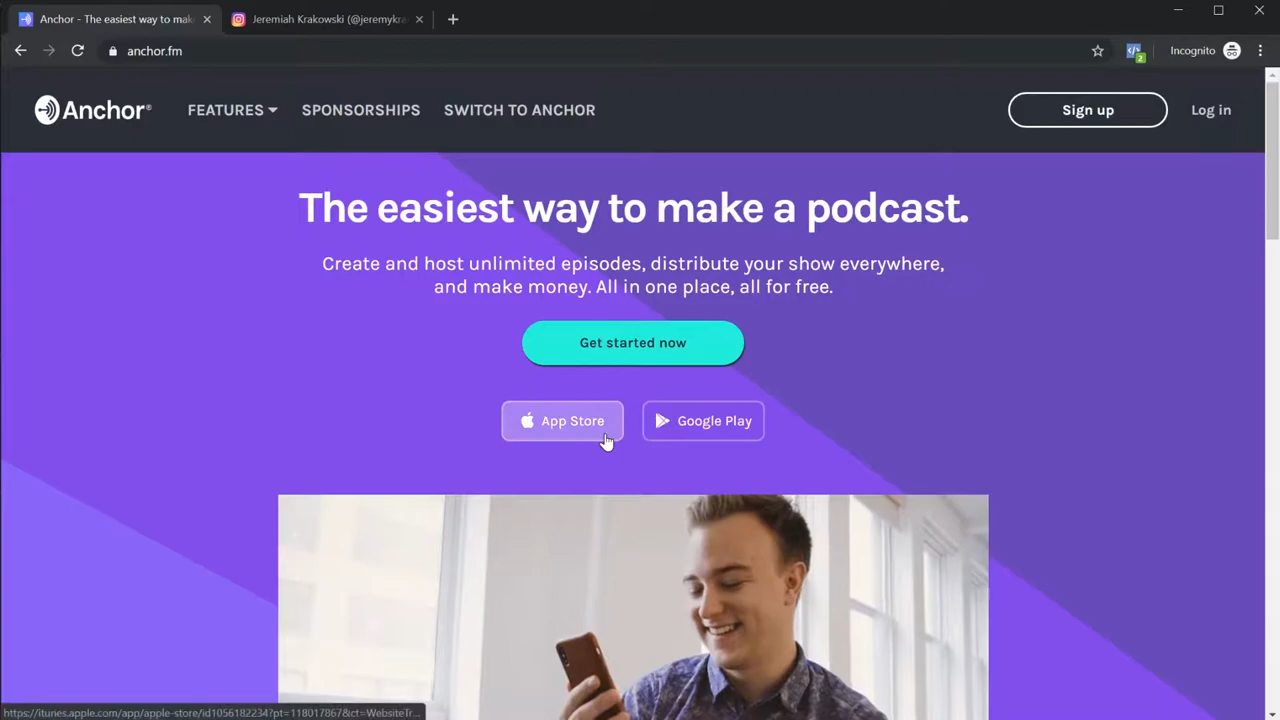 Anchor - The easiest way to mak
Jeremiah Krakowski (@jeremykra
anchor.fm
2
Incognito
Anchor®
FEATURES
SPONSORSHIPS
SWITCH TO ANCHOR
Sign up
Log in
The easiest way to make a podcast.
Create and host unlimited episodes, distribute your show everywhere,
and make money. All in one place, all for free.
Get started now
App Store
Google Play
https://itunes.apple.com/app/apple-store/id1056182234?pt=118017867&ct=WebsiteTr...